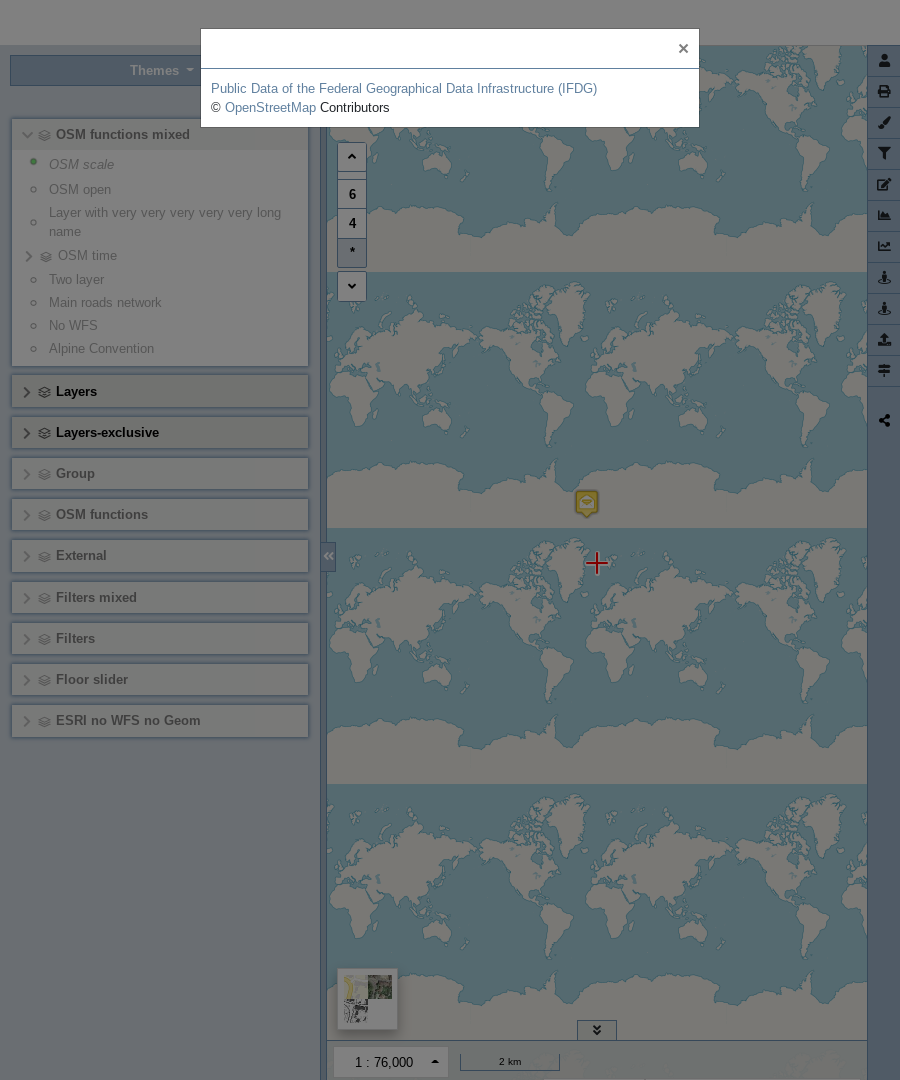 ×
Public Data of the Federal Geographical Data Infrastructure (IFDG)
© OpenStreetMap Contributors
Themes
OSM functions mixed
OSM scale
OSM open
Layer with very very very very very long
name
OSM time
Two layer
Main roads network
No WFS
Alpine Convention
Layers
Layers-exclusive
Group
OSM functions
External
Filters mixed
Filters
Floor slider
ESRI no WFS no Geom
6
4
*
1 : 76,000
2 km